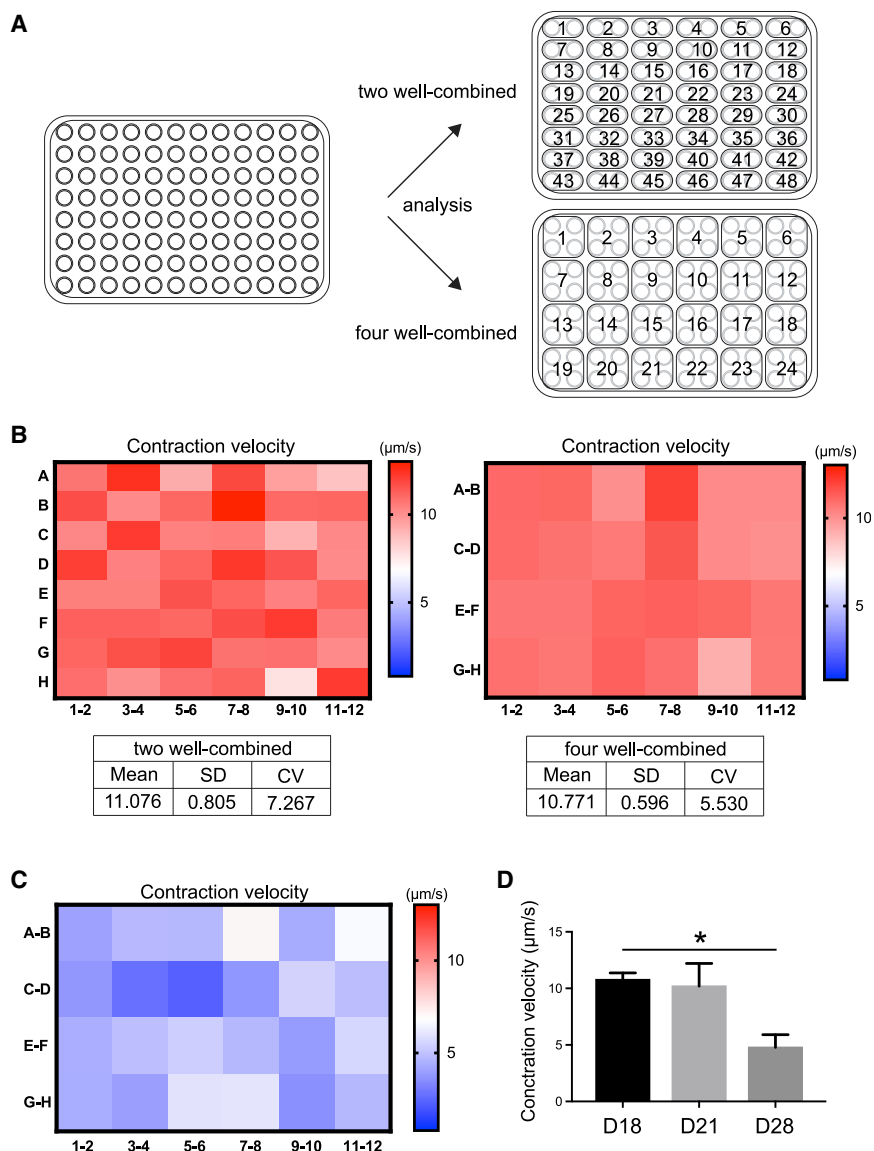 A
two well-combined
analysis
four well-combined
1 2 3 4 5 6
7 8 9 10 11 12
13 14 15 16 17 18
19 20 21 22 23 24
25 26 27 28 29 30
31 32 33 34 35 36
37 38 39 40 41 42
43 44 45 46 47 48
1 2 3 4 5 6
7 8 9 10 11 12
13 14 15 16 17 18
19 20 21 22 23 24
B
Contraction velocity
(μm/s)
A
B
C
D
E
F
G
H
10
5
1-2 3-4 5-6 7-8 9-10 11-12
two well-combined
Mean SD CV
11.076 0.805 7.267
Contraction velocity
(μm/s)
A-B
C-D
E-F
G-H
10
5
1-2 3-4 5-6 7-8 9-10 11-12
four well-combined
Mean SD CV
10.771 0.596 5.530
C
Contraction velocity
(μm/s)
A-B
C-D
E-F
G-H
10
5
1-2 3-4 5-6 7-8 9-10 11-12
D
Conctration velocity (μm/s)
15
10
5
0
*
D18 D21 D28